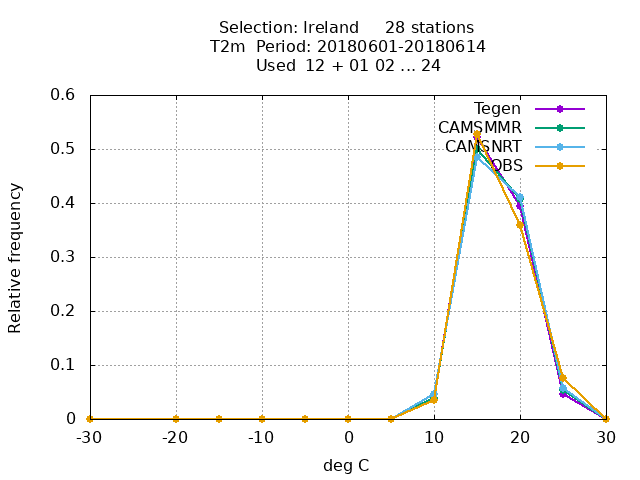 Selection: Ireland     28 stations
T2m  Period: 20180601-20180614
Used  12 + 01 02 ... 24
Relative frequency
0.6
0.5
0.4
0.3
0.2
0.1
0
Tegen
CAMSMMR
CAMSNRT
OBS
-30 -20 -10 0 10 20 30
deg C